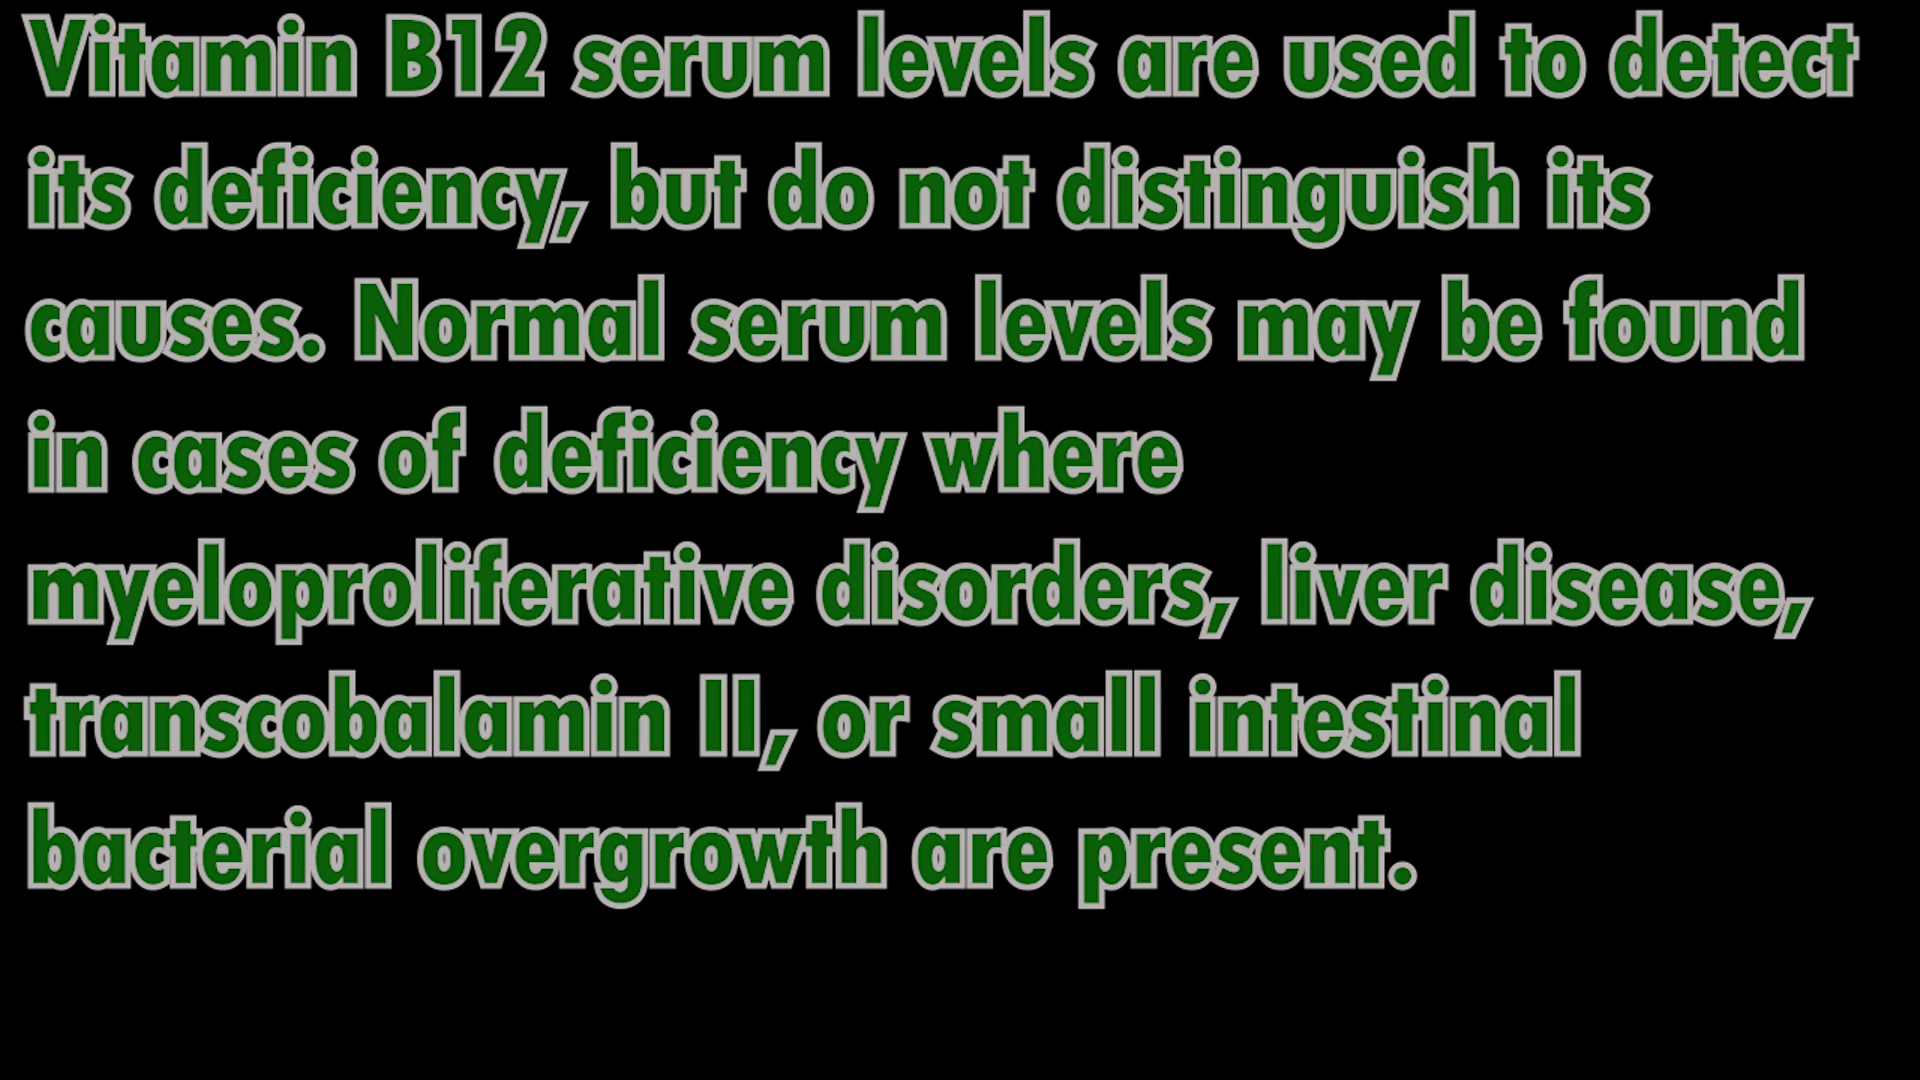 Vitamin B12 serum levels are used to detect
its deficiency, but do not distinguish its
causes. Normal serum levels may be found
in cases of deficiency where
myeloproliferative disorders, liver disease,
transcobalamin II, or small intestinal
bacterial overgrowth are present.